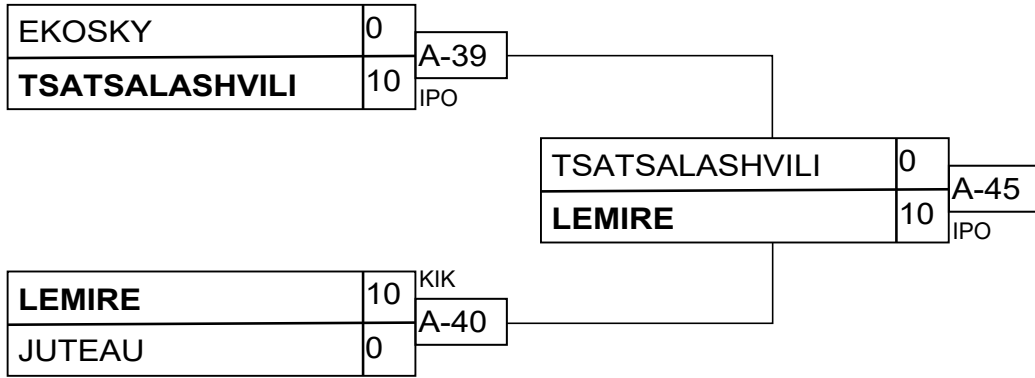 EKOSKY 0
A-39
TSATSALASHVILI 10
IPO
TSATSALASHVILI 0
A-45
LEMIRE 10
IPO
KIK
LEMIRE 10
A-40
JUTEAU 0